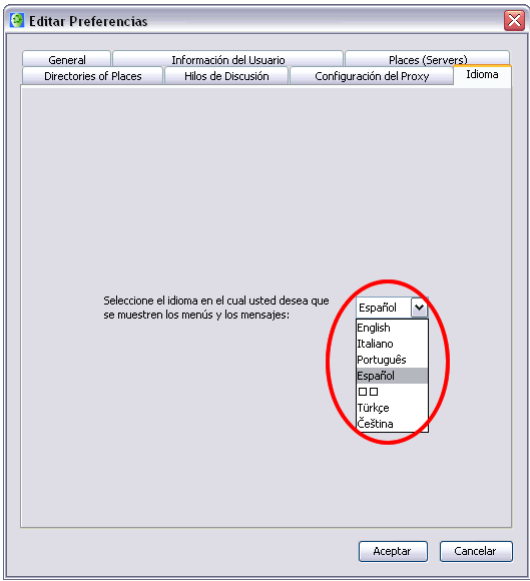 Editar Preferencias
General Información del Usuario Places (Servers)
Directories of Places Hilos de Discusión Configuración del Proxy Idioma
Seleccione el idioma en el cual usted desea que
se muestren los menús y los mensajes:
Español
English
Italiano
Português
Español
□□
Türkçe
Čeština
Aceptar Cancelar